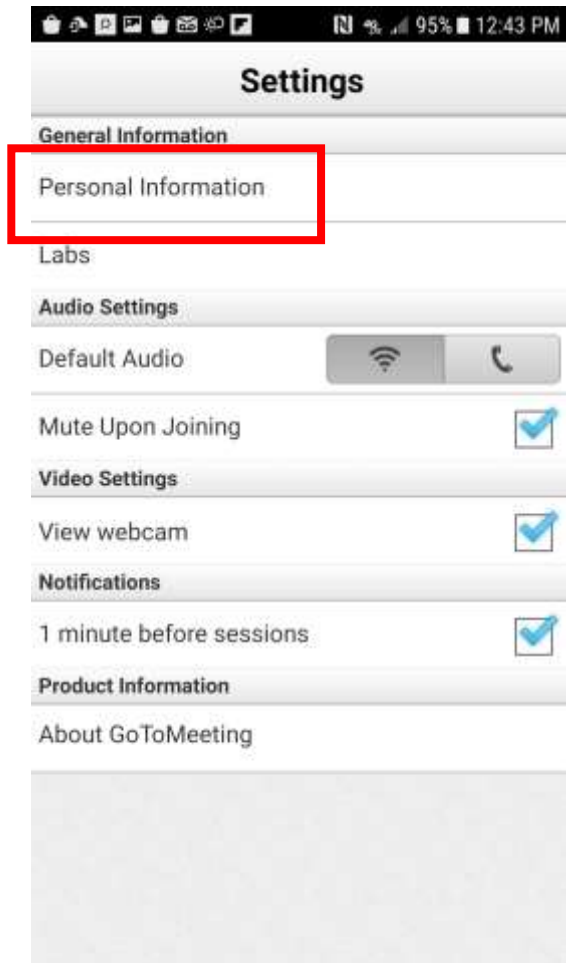 95% 12:43 PM
Settings
General Information
Personal Information
Labs
Audio Settings
Default Audio
Mute Upon Joining
Video Settings
View webcam
Notifications
1 minute before sessions
Product Information
About GoToMeeting